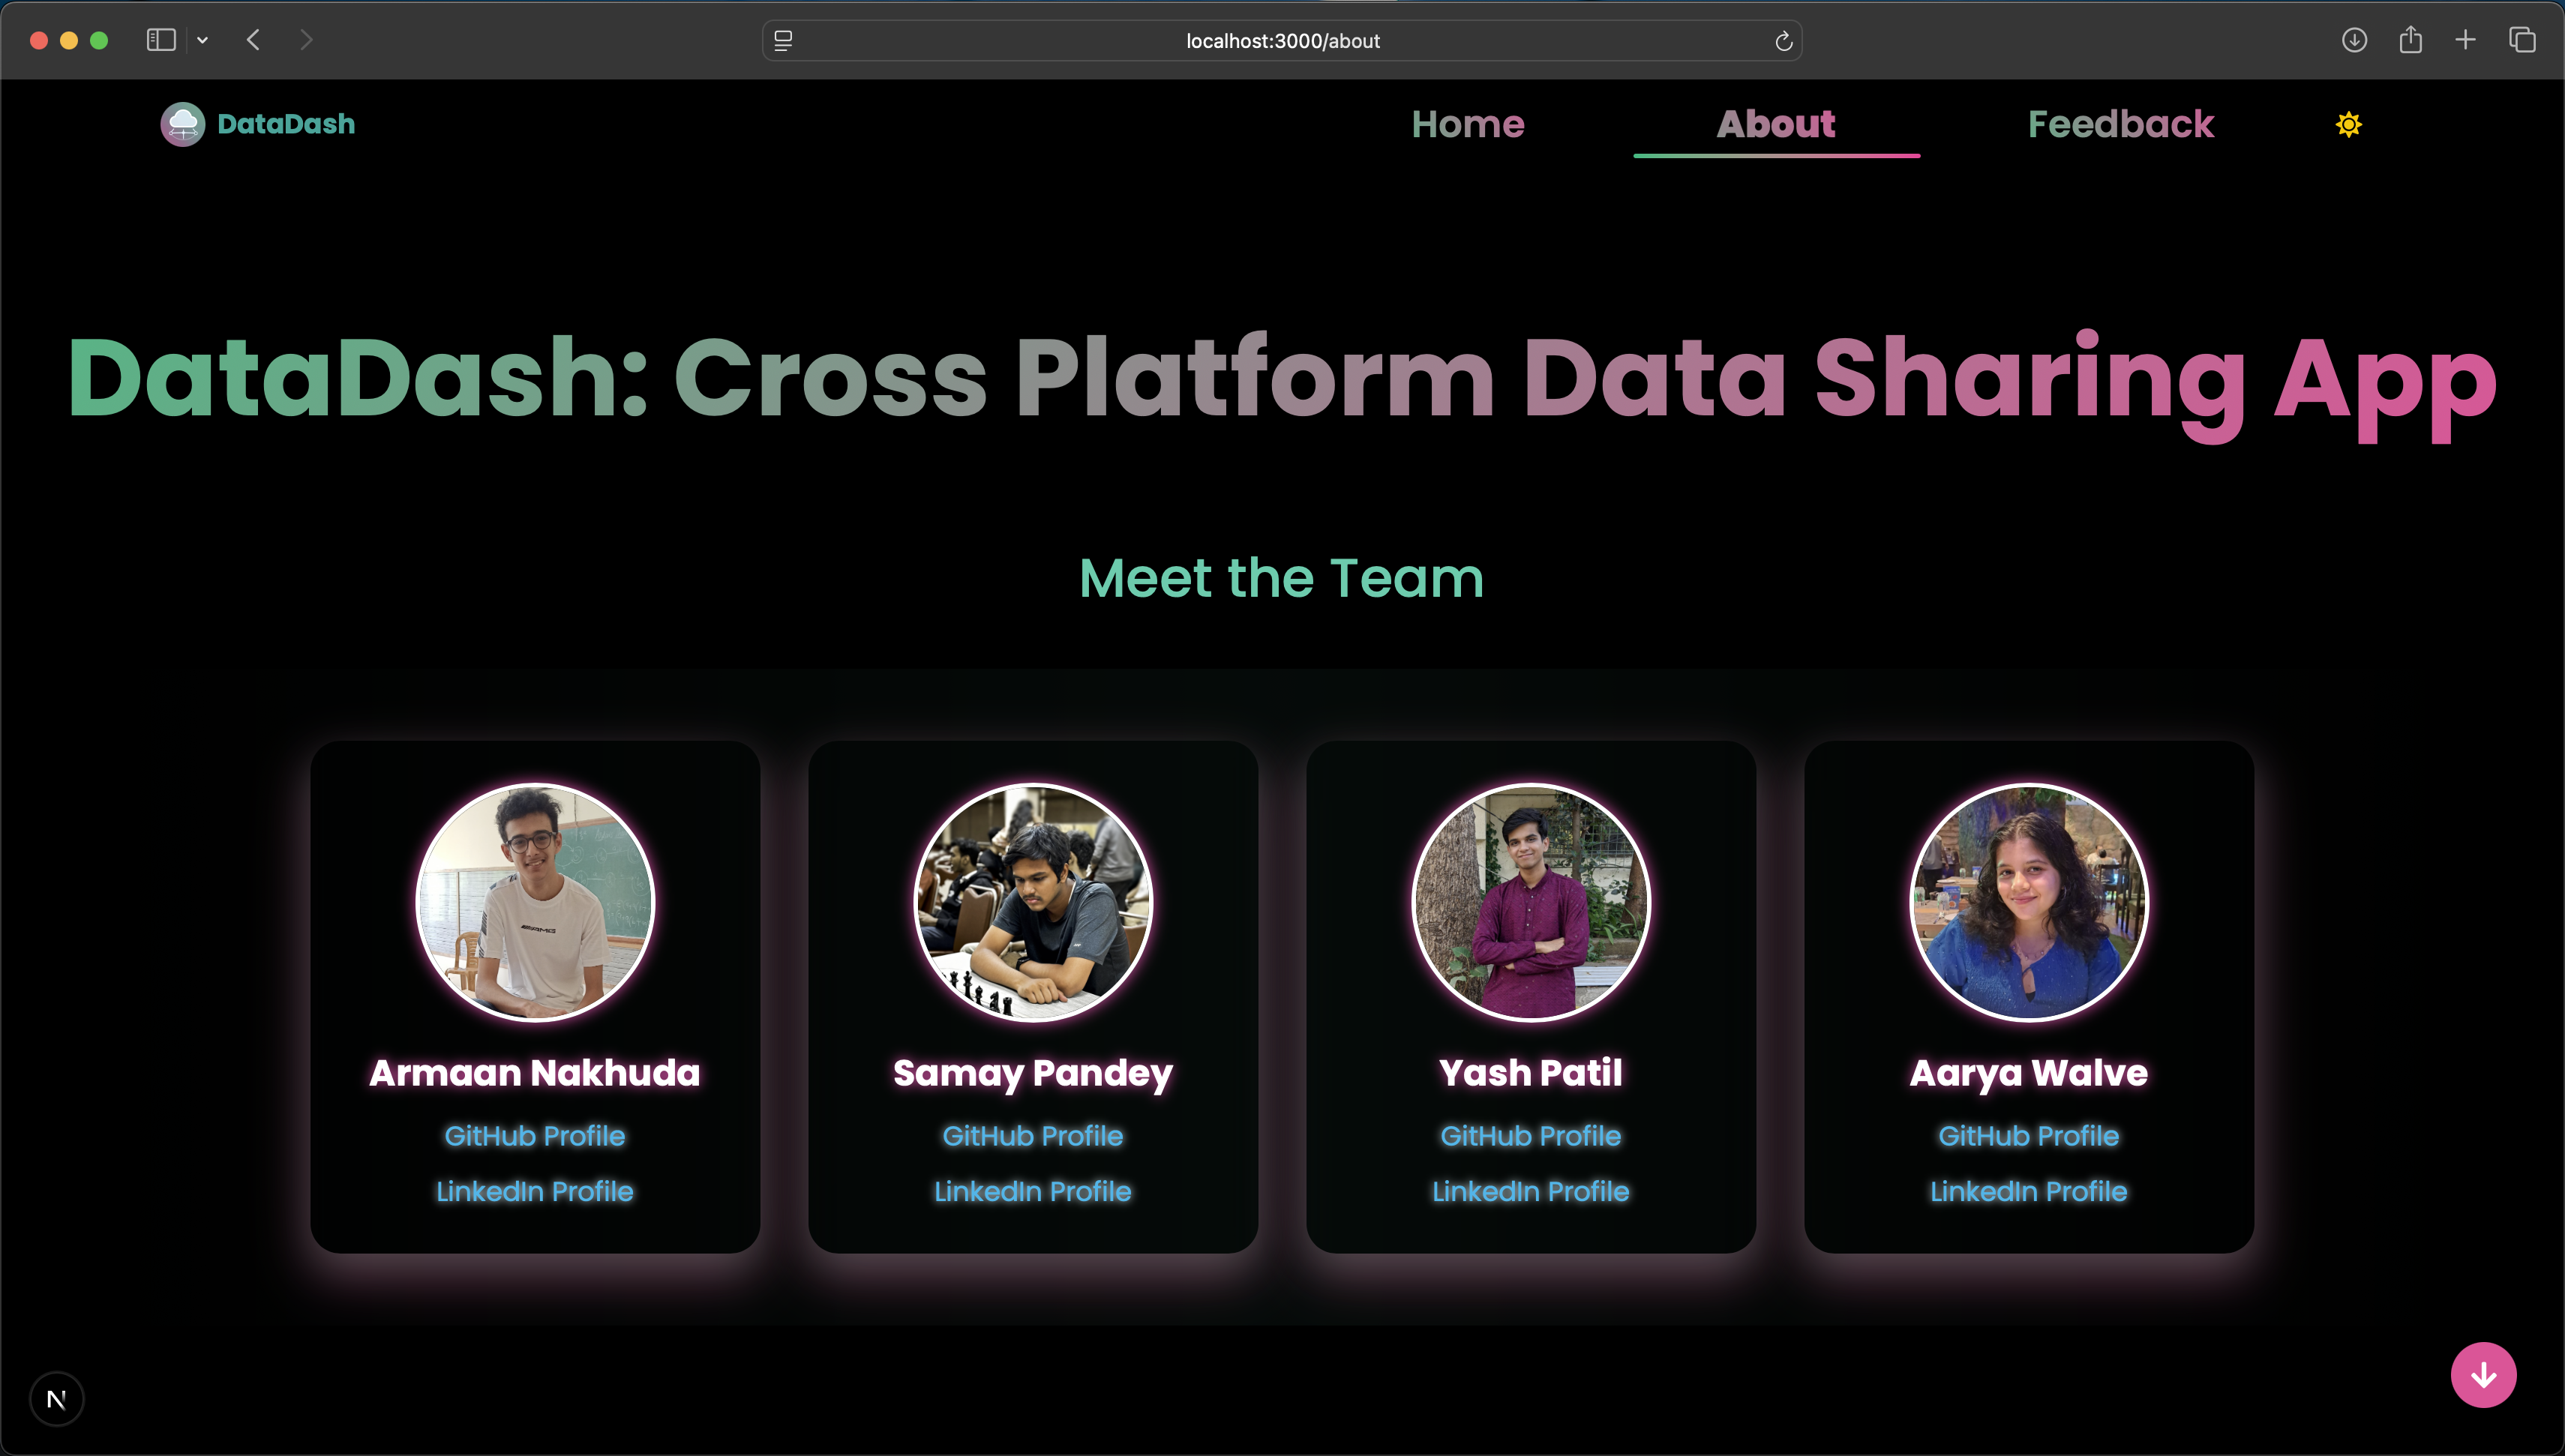 localhost:3000/about
DataDash
Home
About
Feedback
DataDash: Cross Platform Data Sharing App
Meet the Team
AMG
Armaan Nakhuda
GitHub Profile
LinkedIn Profile
Samay Pandey
GitHub Profile
LinkedIn Profile
Yash Patil
GitHub Profile
LinkedIn Profile
Aarya Walve
GitHub Profile
LinkedIn Profile
N